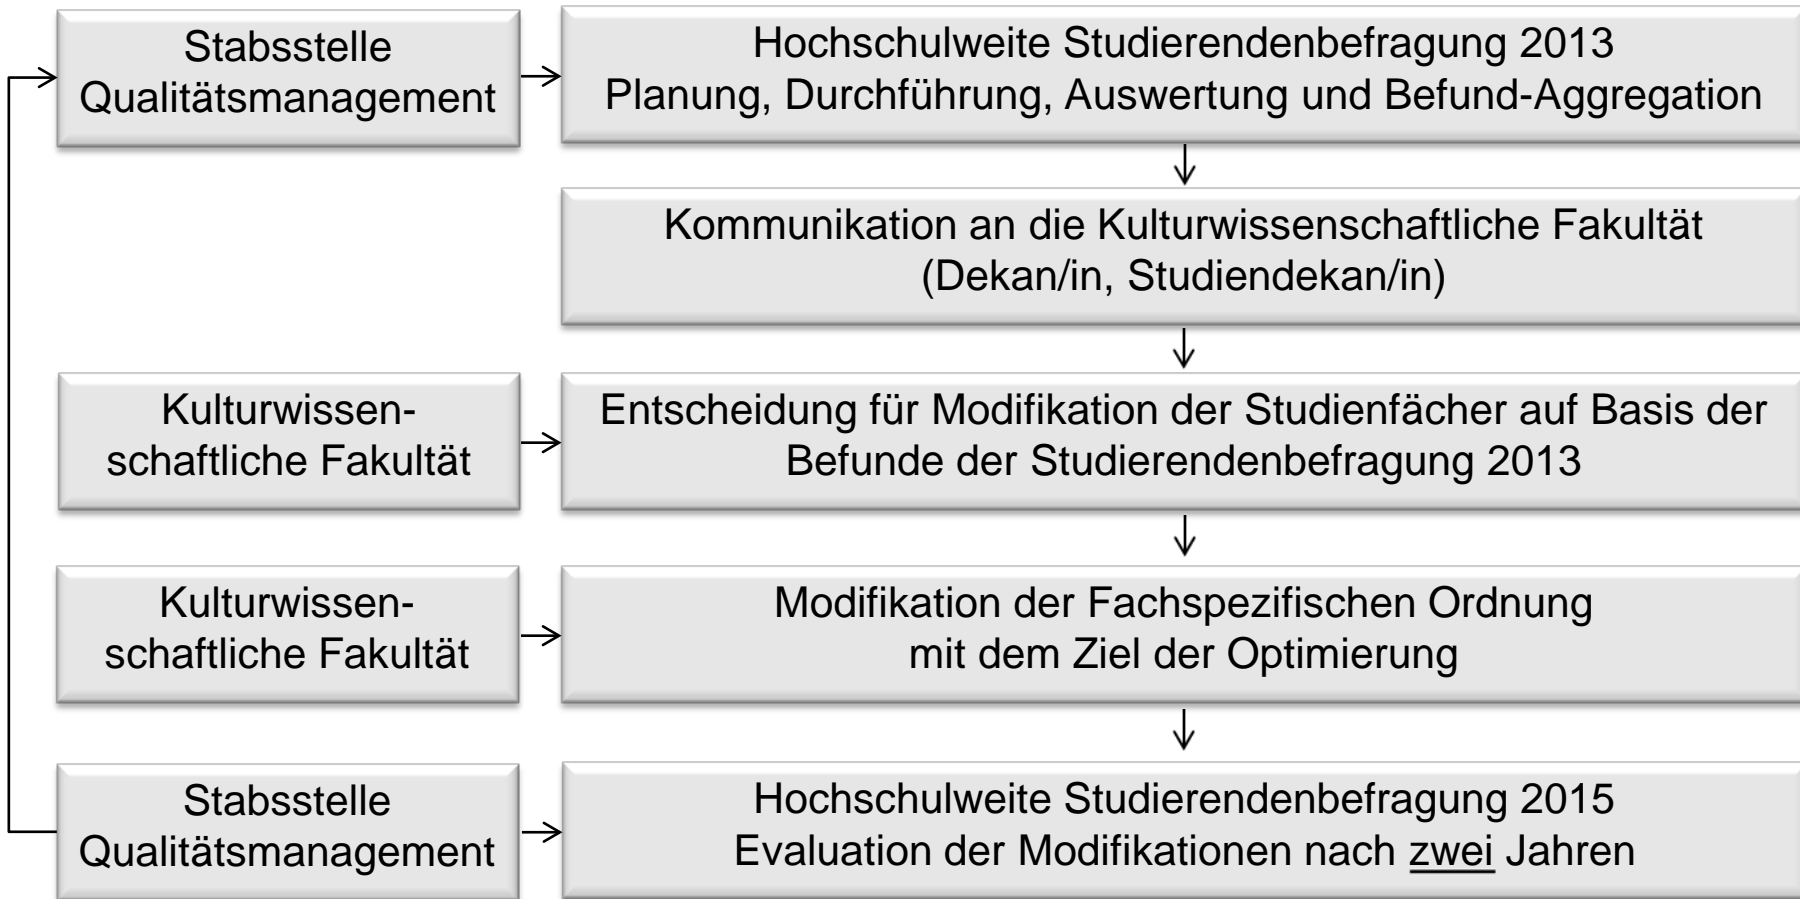 Stabsstelle
Qualitätsmanagement
Hochschulweite Studierendenbefragung 2013
Planung, Durchführung, Auswertung und Befund-Aggregation
Kommunikation an die Kulturwissenschaftliche Fakultät
(Dekan/in, Studiendekan/in)
Kulturwissen-
schaftliche Fakultät
Entscheidung für Modifikation der Studienfächer auf Basis der
Befunde der Studierendenbefragung 2013
Kulturwissen-
schaftliche Fakultät
Modifikation der Fachspezifischen Ordnung
mit dem Ziel der Optimierung
Stabsstelle
Qualitätsmanagement
Hochschulweite Studierendenbefragung 2015
Evaluation der Modifikationen nach zwei Jahren